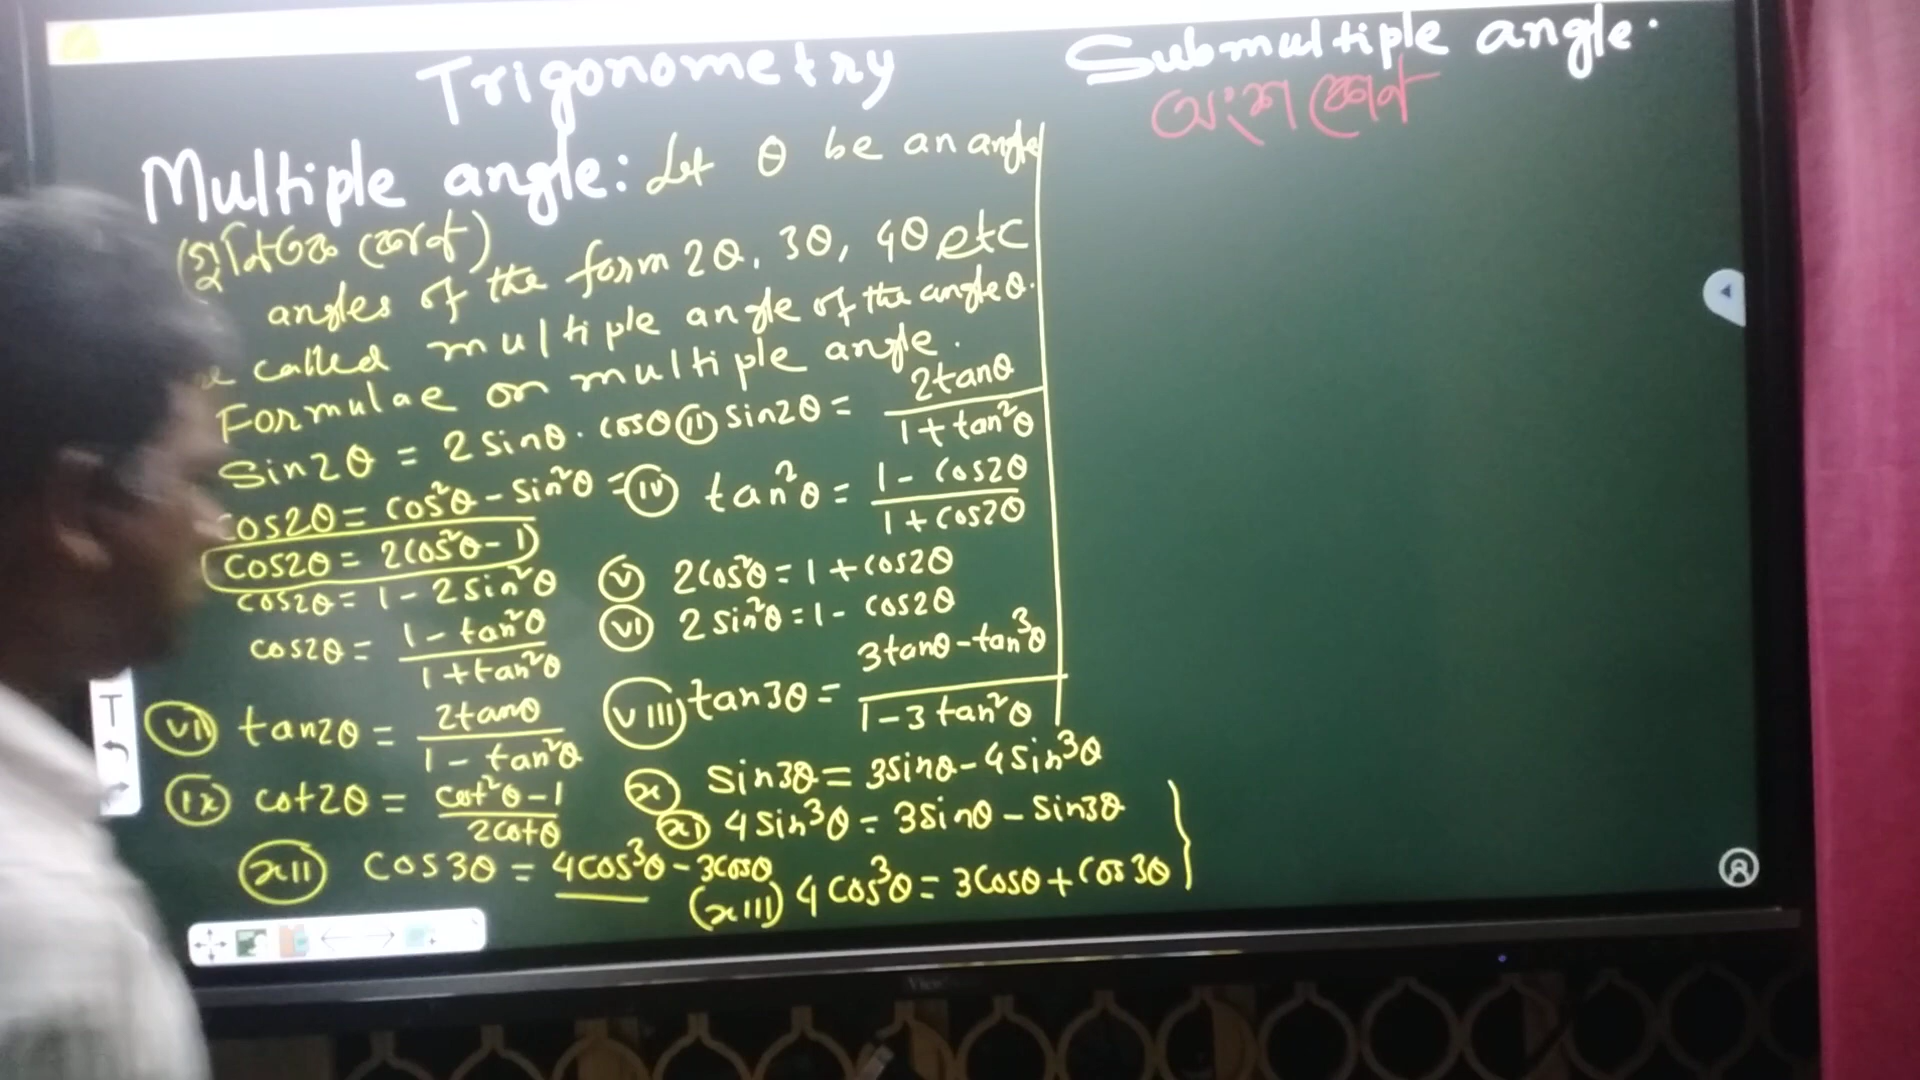 Trigonometry
Multiple angle: Let θ be an angle
(গুণিতক কোণ)
angles of the form 2θ, 3θ, 4θ etc
called multiple angle of the angle θ.
Formulae on multiple angle.
Sin2θ = 2 sinθ . cosθ (ii) sin2θ = 2tanθ / 1 + tan²θ
cos2θ = cos²θ - sin²θ = (iv) tan²θ = 1 - cos2θ / 1 + cos2θ
cos2θ = 2cos²θ - 1
cos2θ = 1 - 2sin²θ (v) 2cos²θ = 1 + cos2θ
(vi) 2 sin²θ = 1 - cos2θ
cos2θ = 1 - tan²θ / 1 + tan²θ
(vii) tan2θ = 2tanθ / 1 - tan²θ (viii) tan3θ = 3tanθ - tan³θ / 1 - 3 tan²θ
(ix) cot2θ = cot²θ - 1 / 2cotθ (x) sin3θ = 3sinθ - 4sin³θ
(xi) 4 sin³θ = 3sinθ - sin3θ
(xii) cos3θ = 4cos³θ - 3cosθ
(xiii) 4 cos³θ = 3cosθ + cos3θ
Submultiple angle.
অংশ কোণ
T